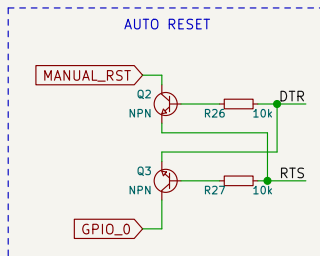 AUTO RESET
MANUAL_RST
Q2
NPN
R26
10k
DTR
Q3
NPN
R27
10k
RTS
GPIO_0